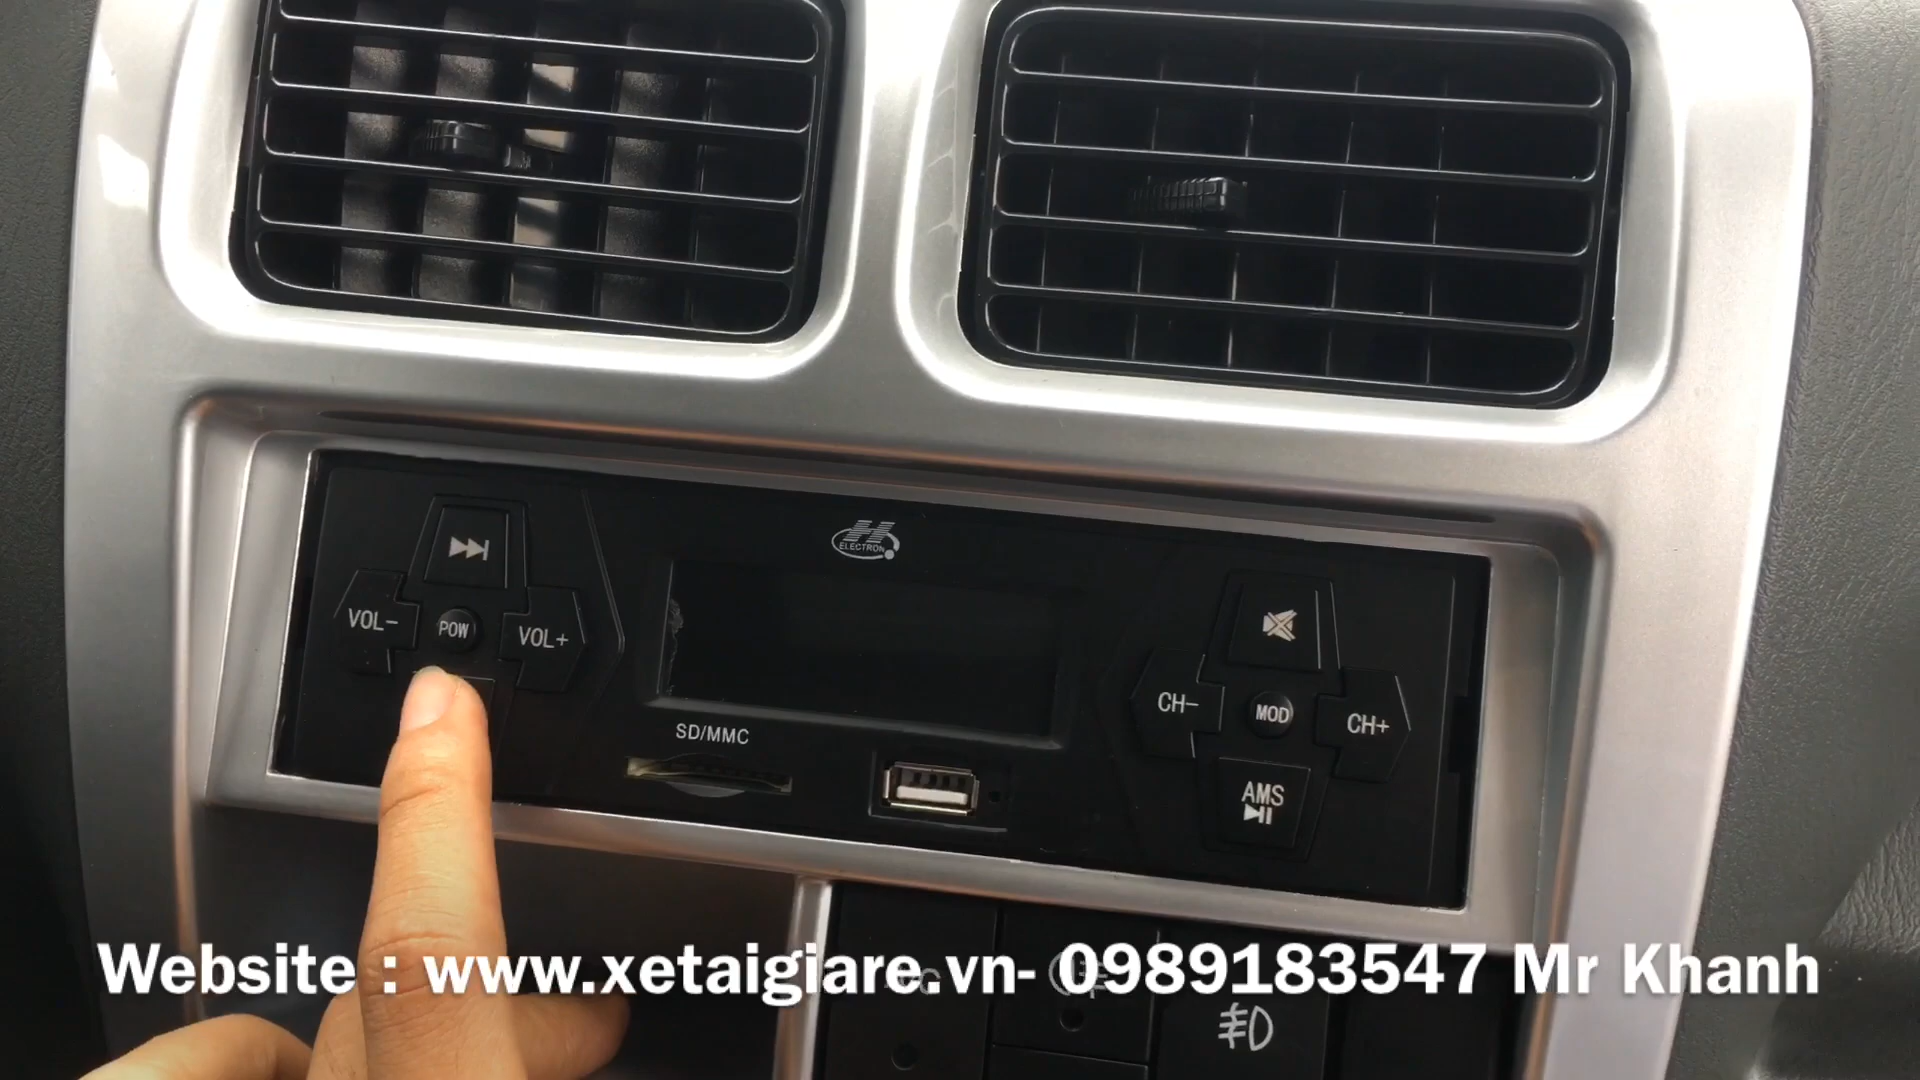 ELECTRON
VOL-
POW
VOL+
SD/MMC
CH-
MOD
CH+
AMS
Website : www.xetaigiare.vn- 0989183547 Mr Khanh